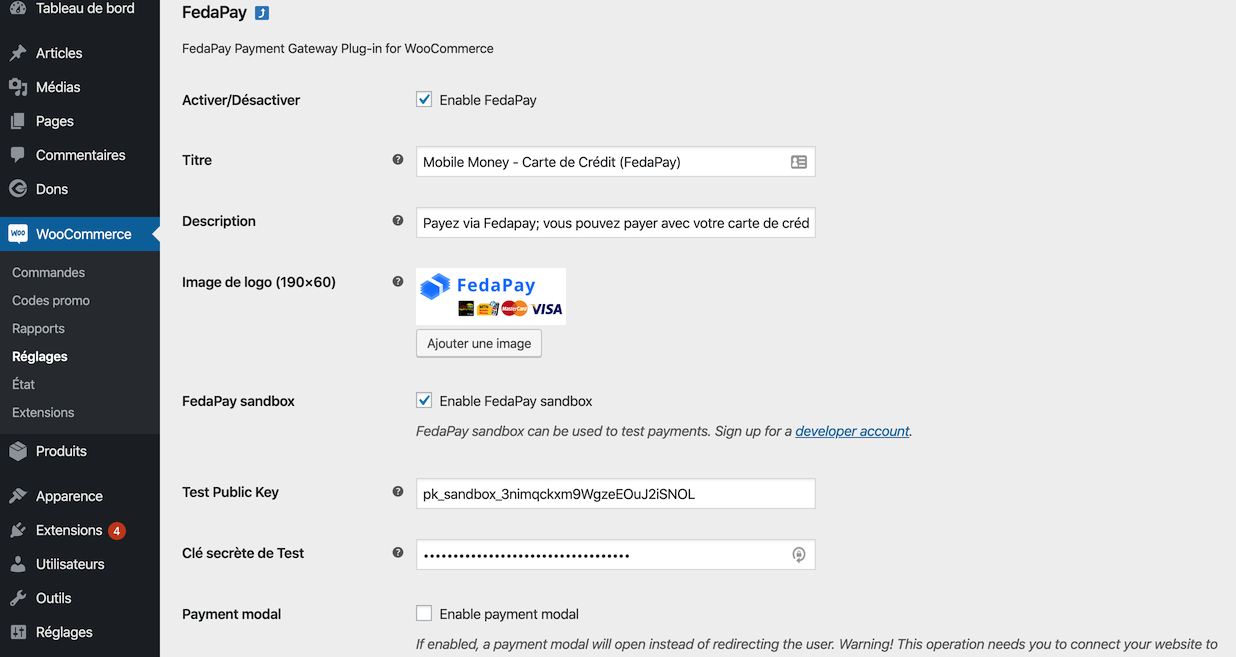 Tableau de bord
Articles
Médias
Pages
Commentaires
Dons
WOO WooCommerce
Commandes
Codes promo
Rapports
Réglages
État
Extensions
Produits
Apparence
Extensions 4
Utilisateurs
Outils
Réglages
FedaPay
FedaPay Payment Gateway Plug-in for WooCommerce
Activer/Désactiver Enable FedaPay
Titre Mobile Money - Carte de Crédit (FedaPay)
Description Payez via Fedapay; vous pouvez payer avec votre carte de créd
Image de logo (190×60)
FedaPay
MasterCard VISA
Ajouter une image
FedaPay sandbox Enable FedaPay sandbox
FedaPay sandbox can be used to test payments. Sign up for a developer account.
Test Public Key pk_sandbox_3nimqckxm9WgzeEOuJ2iSNOL
Clé secrète de Test
Payment modal Enable payment modal
If enabled, a payment modal will open instead of redirecting the user. Warning! This operation needs you to connect your website to